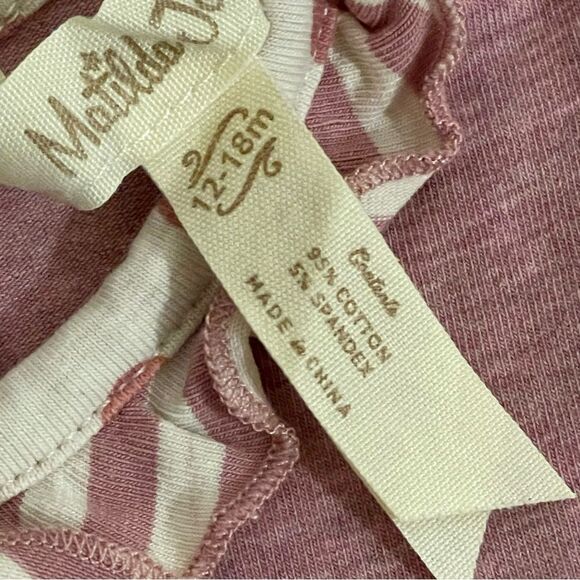 Matilda J
12-18m
Contents
95% COTTON
5% SPANDEX
MADE in CHINA